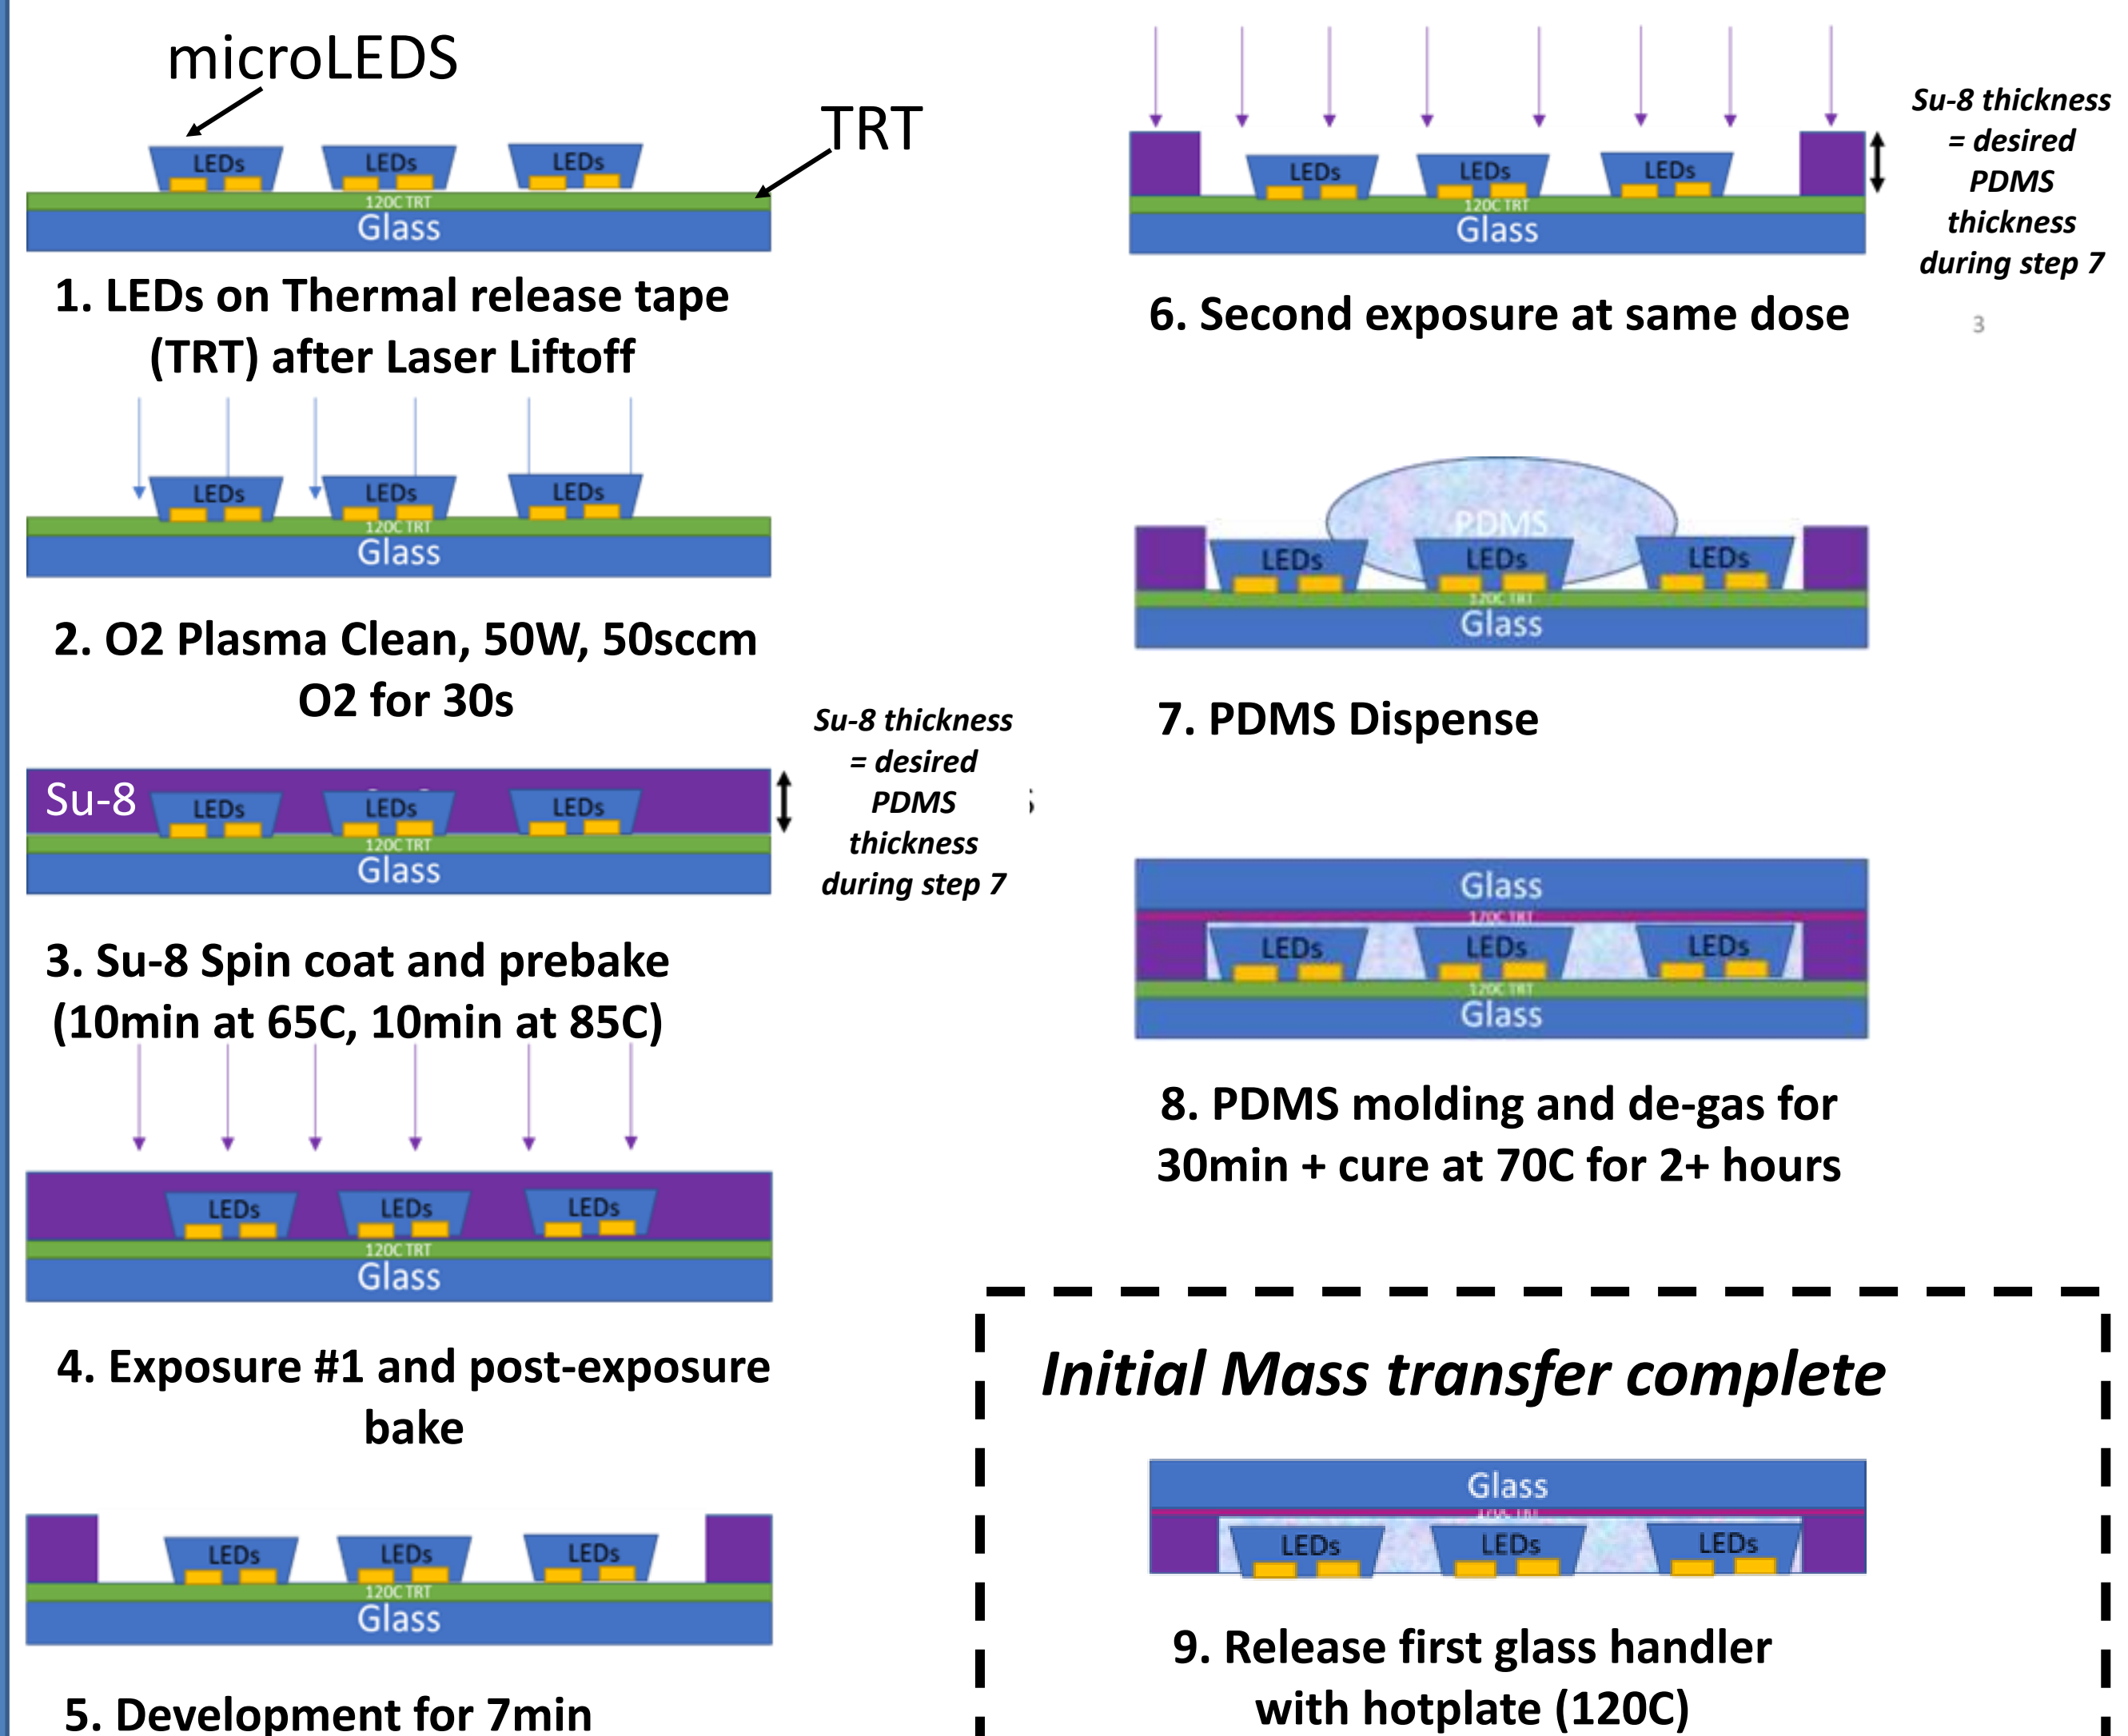 microLEDS
TRT
LEDs LEDs LEDs
120C TRT
Glass
1. LEDs on Thermal release tape
(TRT) after Laser Liftoff
LEDs LEDs LEDs
120C TRT
Glass
2. O2 Plasma Clean, 50W, 50sccm
O2 for 30s
Su-8 LEDs LEDs LEDs
120C TRT
Glass
Su-8 thickness
= desired
PDMS
thickness
during step 7
3. Su-8 Spin coat and prebake
(10min at 65C, 10min at 85C)
LEDs LEDs LEDs
120C TRT
Glass
4. Exposure #1 and post-exposure
bake
LEDs LEDs LEDs
120C TRT
Glass
5. Development for 7min
LEDs LEDs LEDs
120C TRT
Glass
Su-8 thickness
= desired
PDMS
thickness
during step 7
6. Second exposure at same dose
3
PDMS
LEDs LEDs LEDs
120C TRT
Glass
7. PDMS Dispense
Glass
170C TRT
LEDs LEDs LEDs
120C TRT
Glass
8. PDMS molding and de-gas for
30min + cure at 70C for 2+ hours
Initial Mass transfer complete
Glass
LEDs LEDs LEDs
9. Release first glass handler
with hotplate (120C)